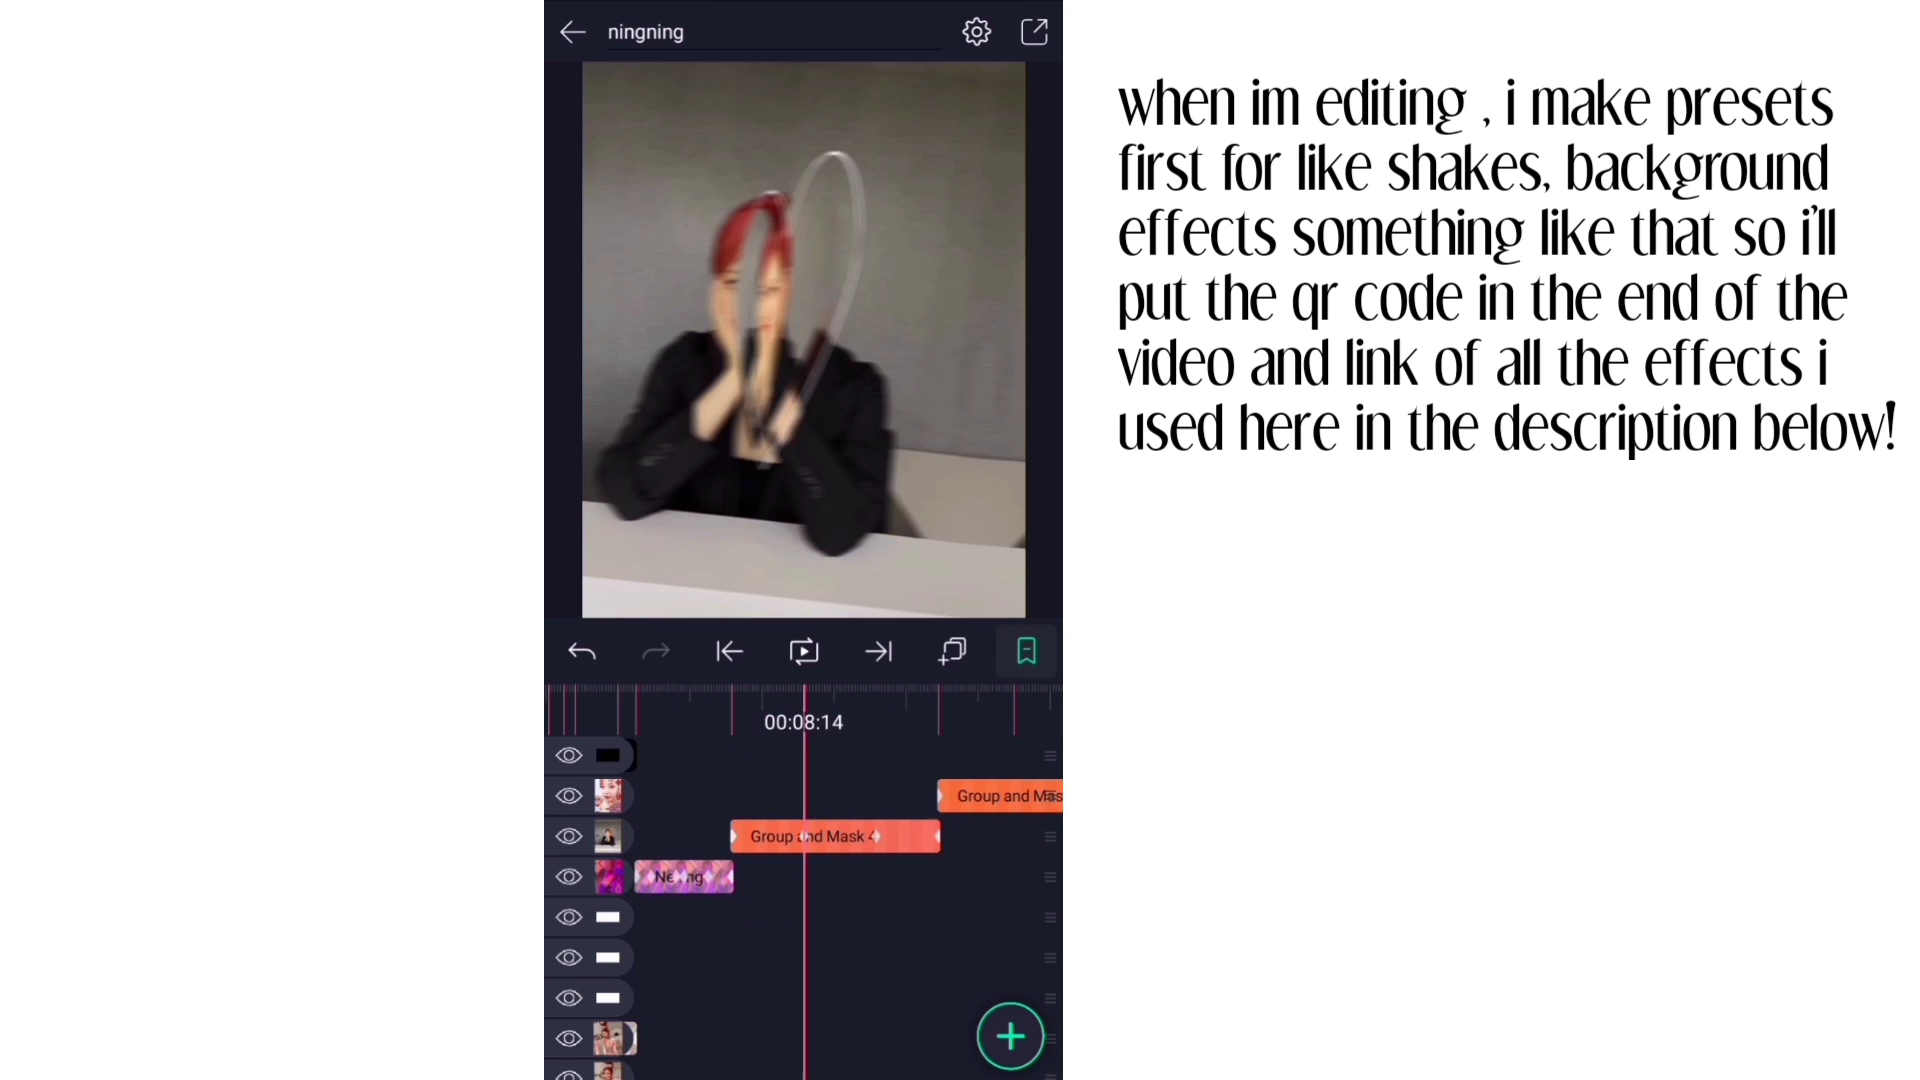 ningning
when im editing , i make presets
first for like shakes, background
effects something like that so i'll
put the qr code in the end of the
video and link of all the effects i
used here in the description below!
00:08:14
Group and Mas
Group and Mask 4